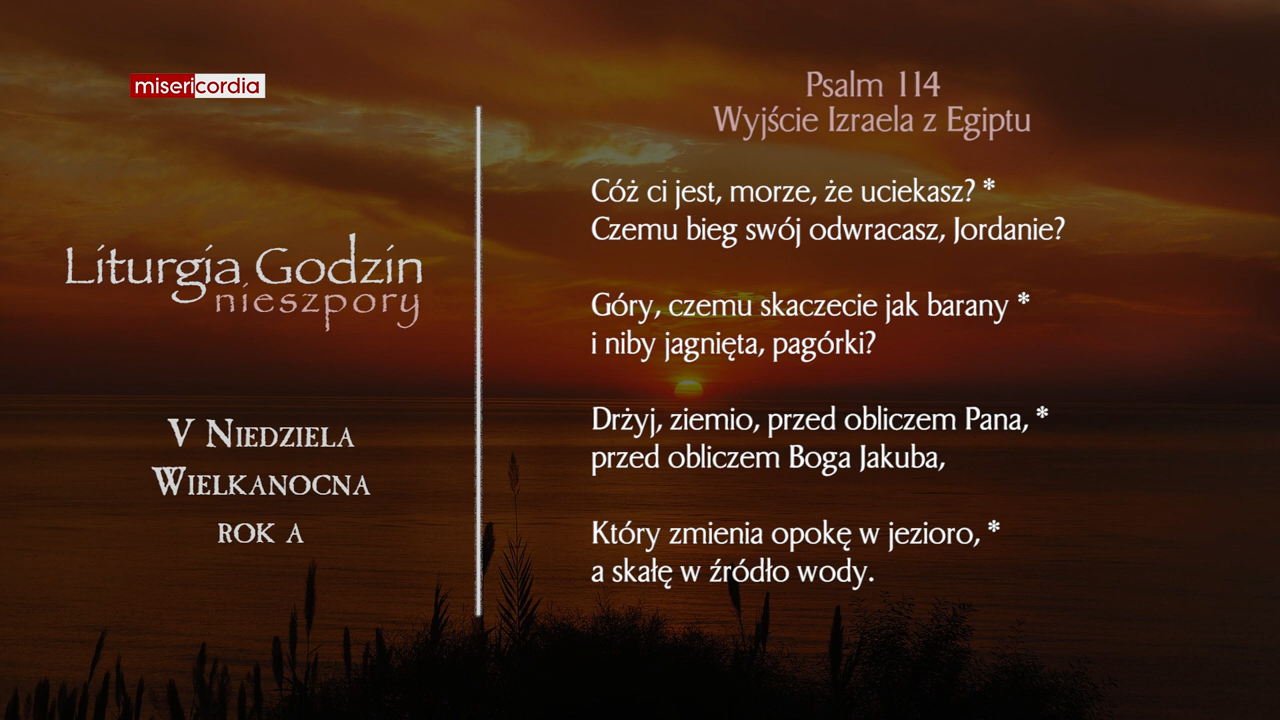 misericordia
Liturgia Godzin
nieszpory
V Niedziela
Wielkanocna
rok A
Psalm 114
Wyjście Izraela z Egiptu
Cóż ci jest, morze, że uciekasz? *
Czemu bieg swój odwracasz, Jordanie?
Góry, czemu skaczecie jak barany *
i niby jagnięta, pagórki?
Drżyj, ziemio, przed obliczem Pana, *
przed obliczem Boga Jakuba,
Który zmienia opokę w jezioro, *
a skałę w źródło wody.